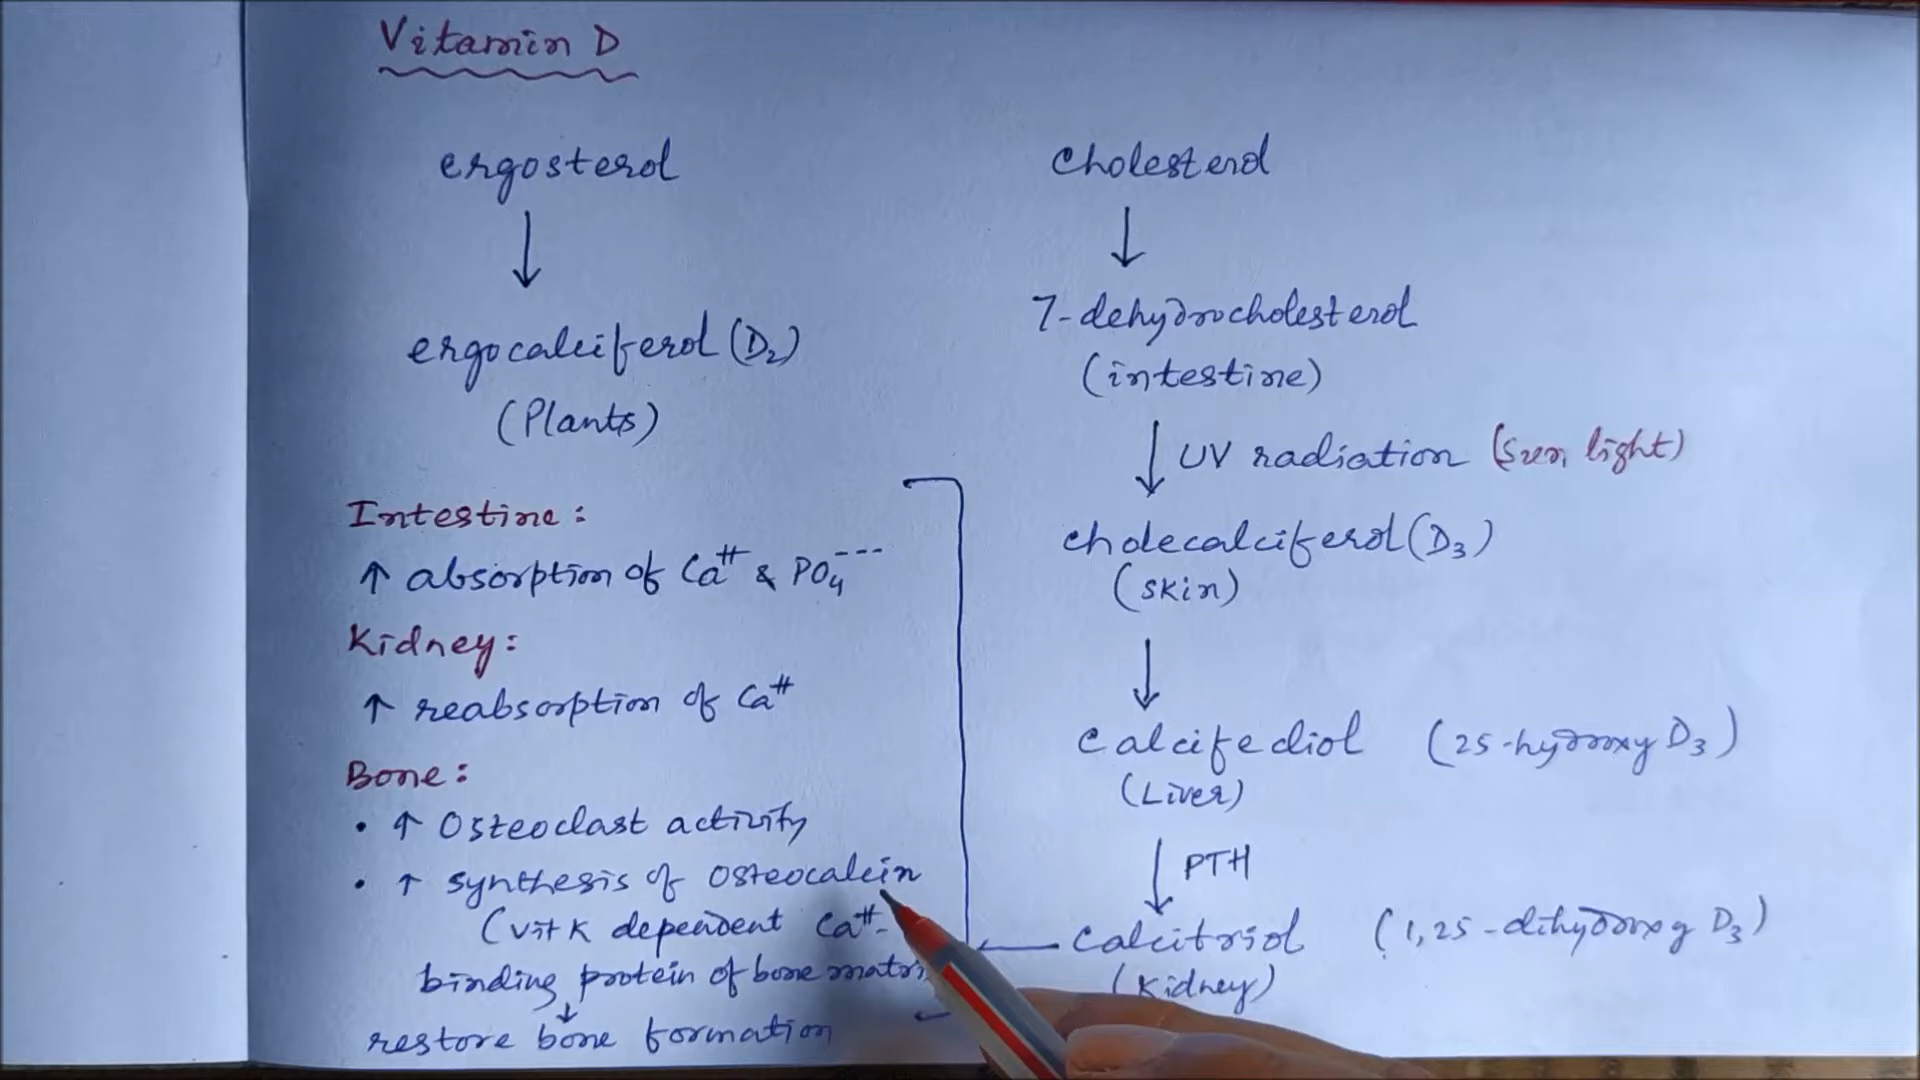 Vitamin D
ergosterol
↓
ergocalciferol (D₂)
(Plants)
Intestine:
↑ absorption of Ca⁺⁺ & PO₄⁻⁻⁻
Kidney:
↑ reabsorption of Ca⁺⁺
Bone:
• ↑ Osteoclast activity
• ↑ synthesis of Osteocalcin
(vit K dependent Ca⁺⁺-
binding protein of bone matri
↓
restore bone formation
Cholesterol
↓
7-dehydrocholesterol
(intestine)
↓ UV radiation (Sun light)
cholecalciferol (D₃)
(skin)
↓
Calcifediol (25-hydroxy D₃)
(Liver)
↓ PTH
Calcitriol (1,25-dihydroxy D₃)
(Kidney)